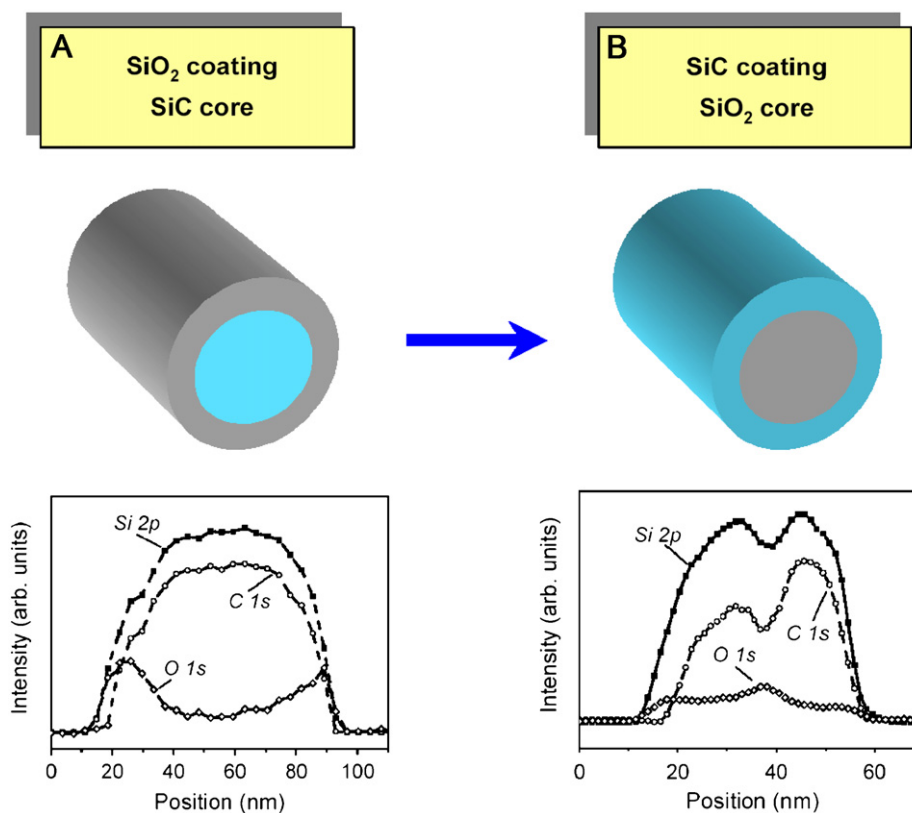 A
SiO₂ coating
SiC core
B
SiC coating
SiO₂ core
Intensity (arb. units)
Si 2p
C 1s
O 1s
0 20 40 60 80 100
Position (nm)
Intensity (arb. units)
Si 2p
C 1s
O 1s
0 20 40 60
Position (nm)